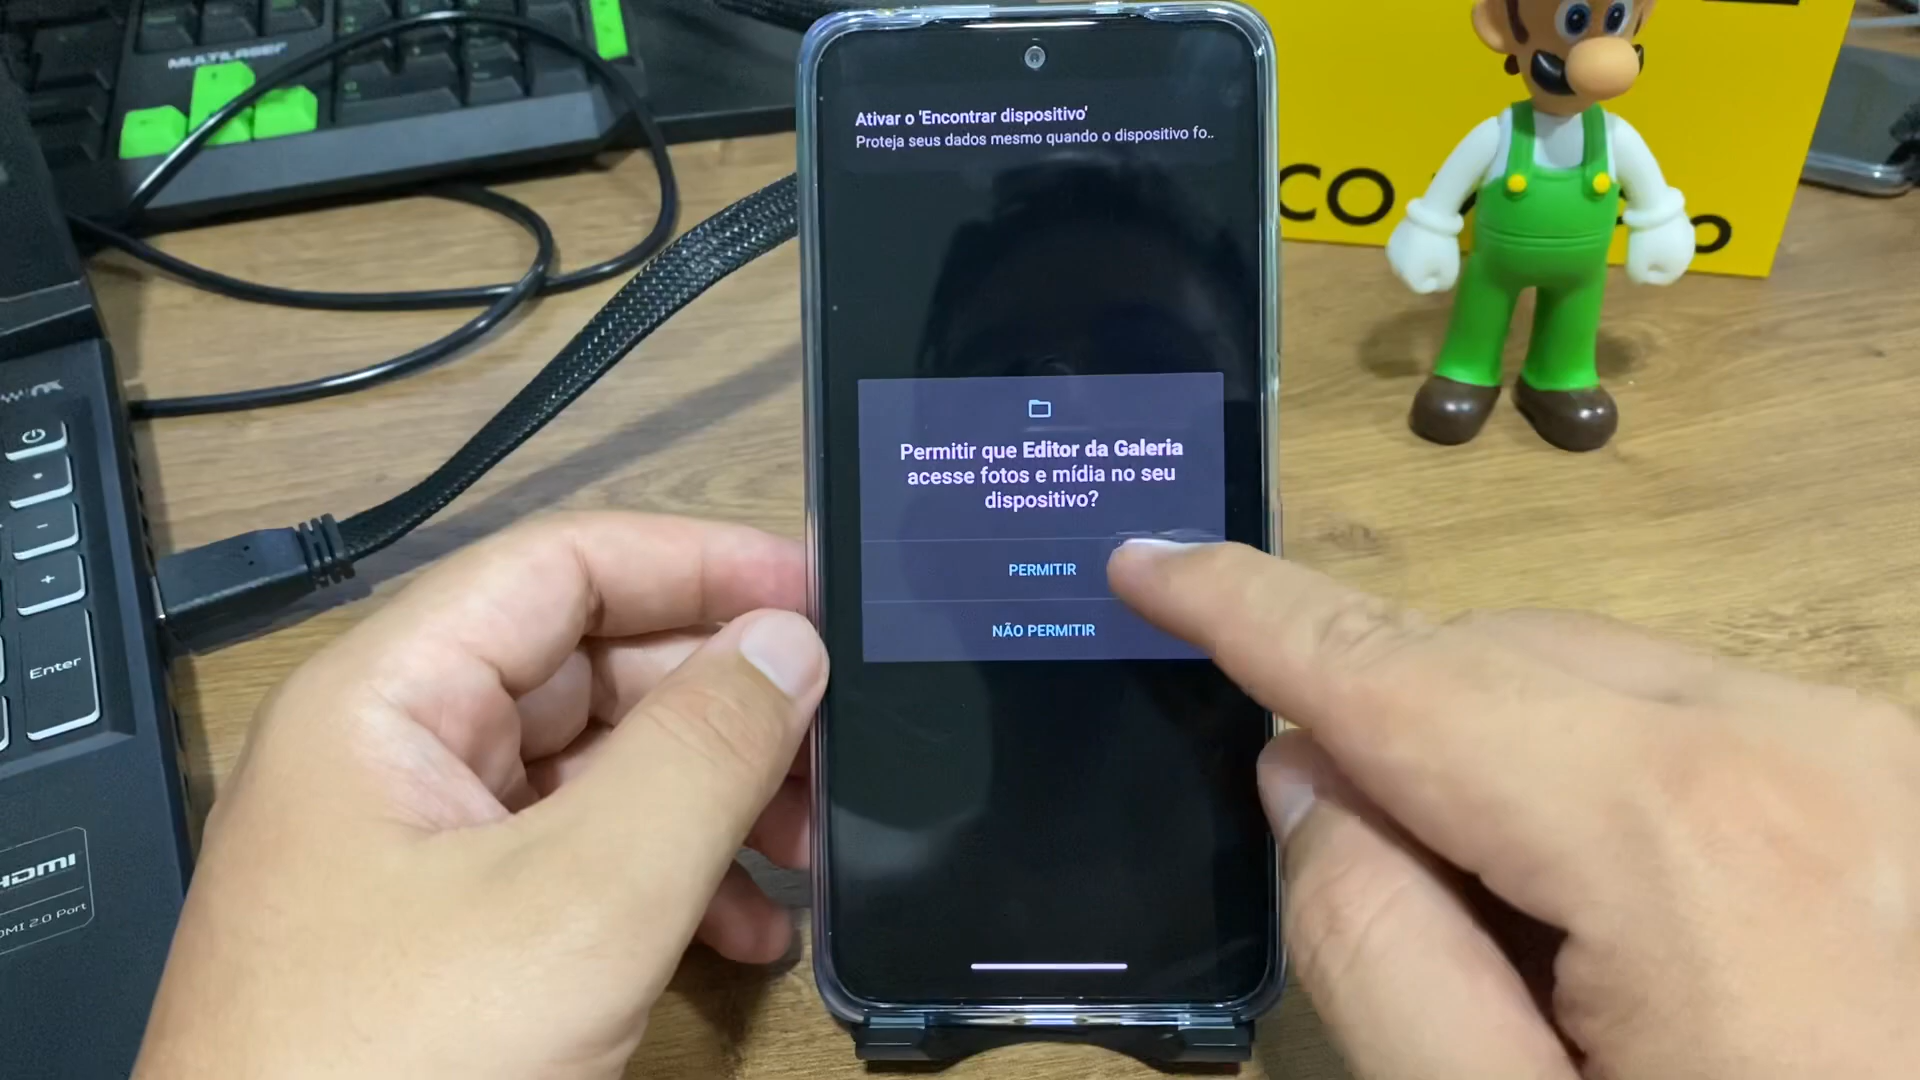 MULTILASER
Ativar o 'Encontrar dispositivo'
Proteja seus dados mesmo quando o dispositivo fo..
CO
o
Permitir que Editor da Galeria
acesse fotos e mídia no seu
dispositivo?
PERMITIR
NÃO PERMITIR
-
+
Enter
HDMI
HDMI 2.0 Port